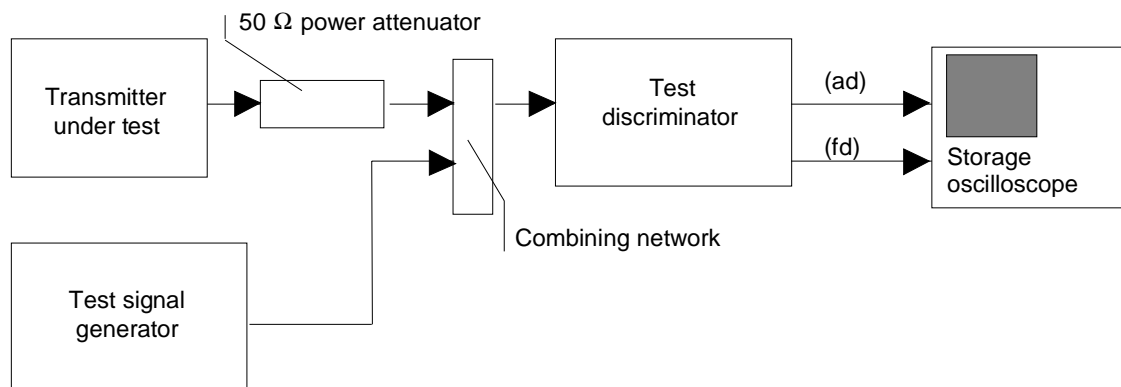 50 Ω power attenuator
Transmitter
under test
Test
discriminator
(ad)
(fd)
Storage
oscilloscope
Combining network
Test signal
generator